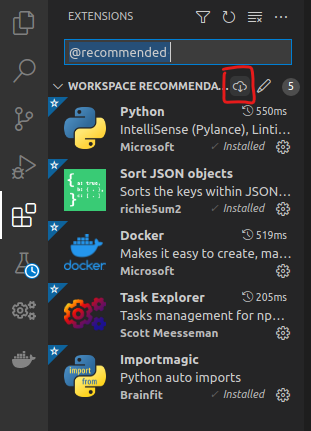 EXTENSIONS
@recommended
WORKSPACE RECOMMENDA... 5
Python 550ms
IntelliSense (Pylance), Linti...
Microsoft ✓ Installed
{
a: true,
b: { , },
c: { , }
Sort JSON objects
Sorts the keys within JSON...
richie5um2 ✓ Installed
Docker 519ms
docker
Makes it easy to create, ma...
Microsoft
Task Explorer 205ms
Tasks management for np...
Scott Meesseman
Importmagic
import
from
Python auto imports
Brainfit ✓ Installed